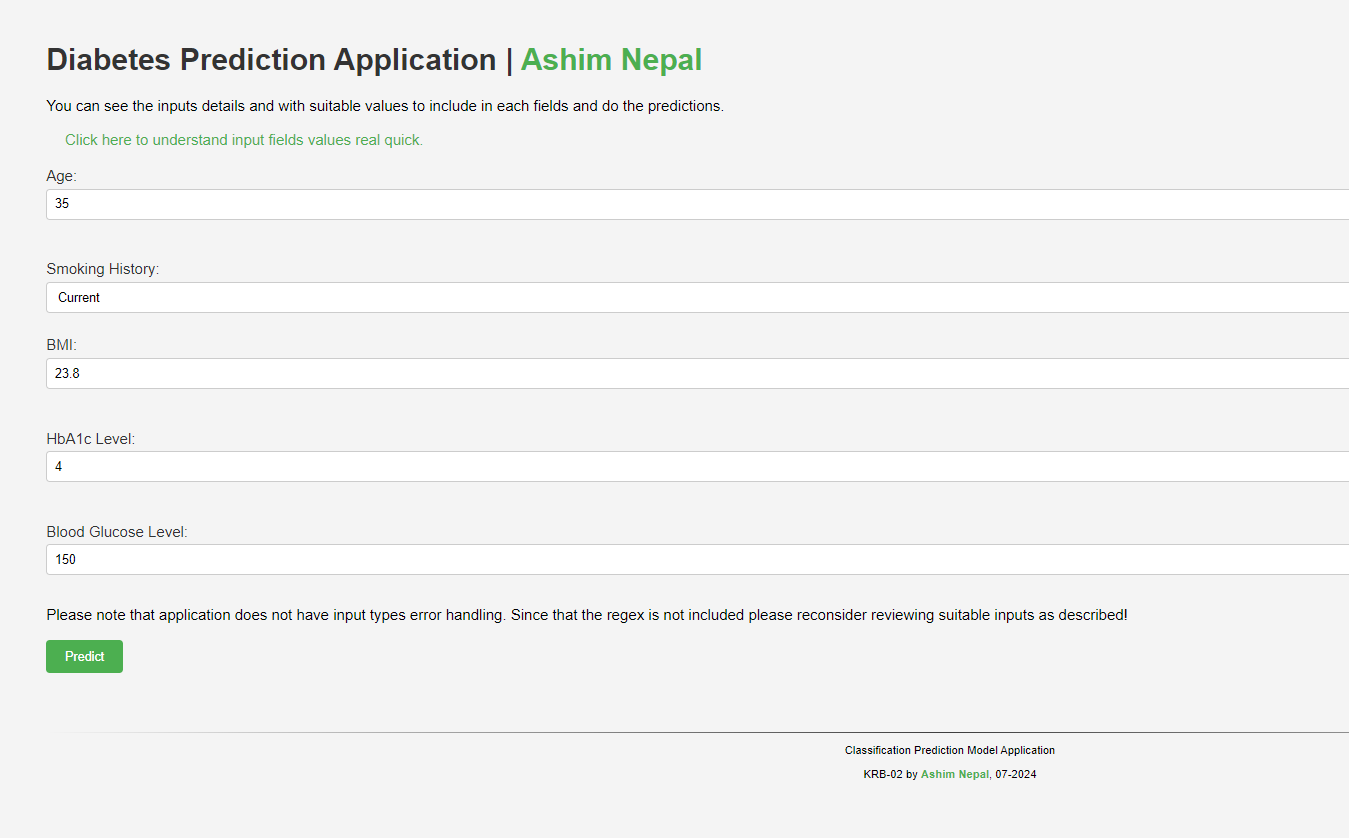 Diabetes Prediction Application | Ashim Nepal
You can see the inputs details and with suitable values to include in each fields and do the predictions.
Click here to understand input fields values real quick.
Age:
35
Smoking History:
Current
BMI:
23.8
HbA1c Level:
4
Blood Glucose Level:
150
Please note that application does not have input types error handling. Since that the regex is not included please reconsider reviewing suitable inputs as described!
Predict
Classification Prediction Model Application
KRB-02 by Ashim Nepal, 07-2024